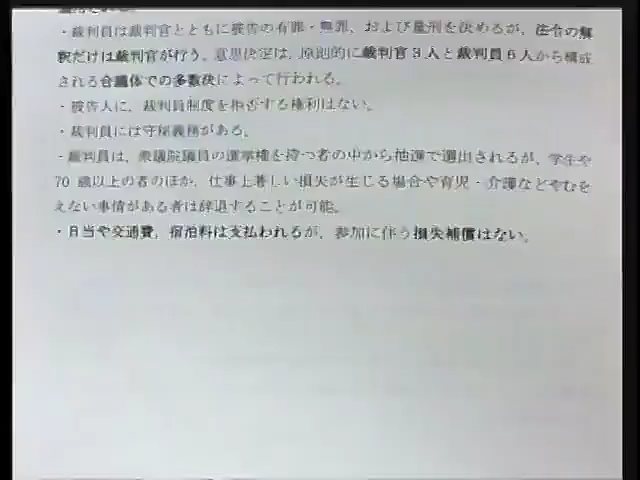 ・裁判員は裁判官とともに被告の有罪・無罪、および量刑を決めるが、法令の解
釈だけは裁判官が行う。意思決定は、原則的に裁判官3人と裁判員6人から構成
される合議体での多数決によって行われる。
・被告人に、裁判員制度を拒否する権利はない。
・裁判員には守秘義務がある。
・裁判員は、衆議院議員の選挙権を持つ者の中から抽選で選出されるが、学生や
70 歳以上の者のほか、仕事上著しい損失が生じる場合や育児・介護などやむを
えない事情がある者は辞退することが可能。
・日当や交通費，宿泊料は支払われるが、参加に伴う損失補償はない。